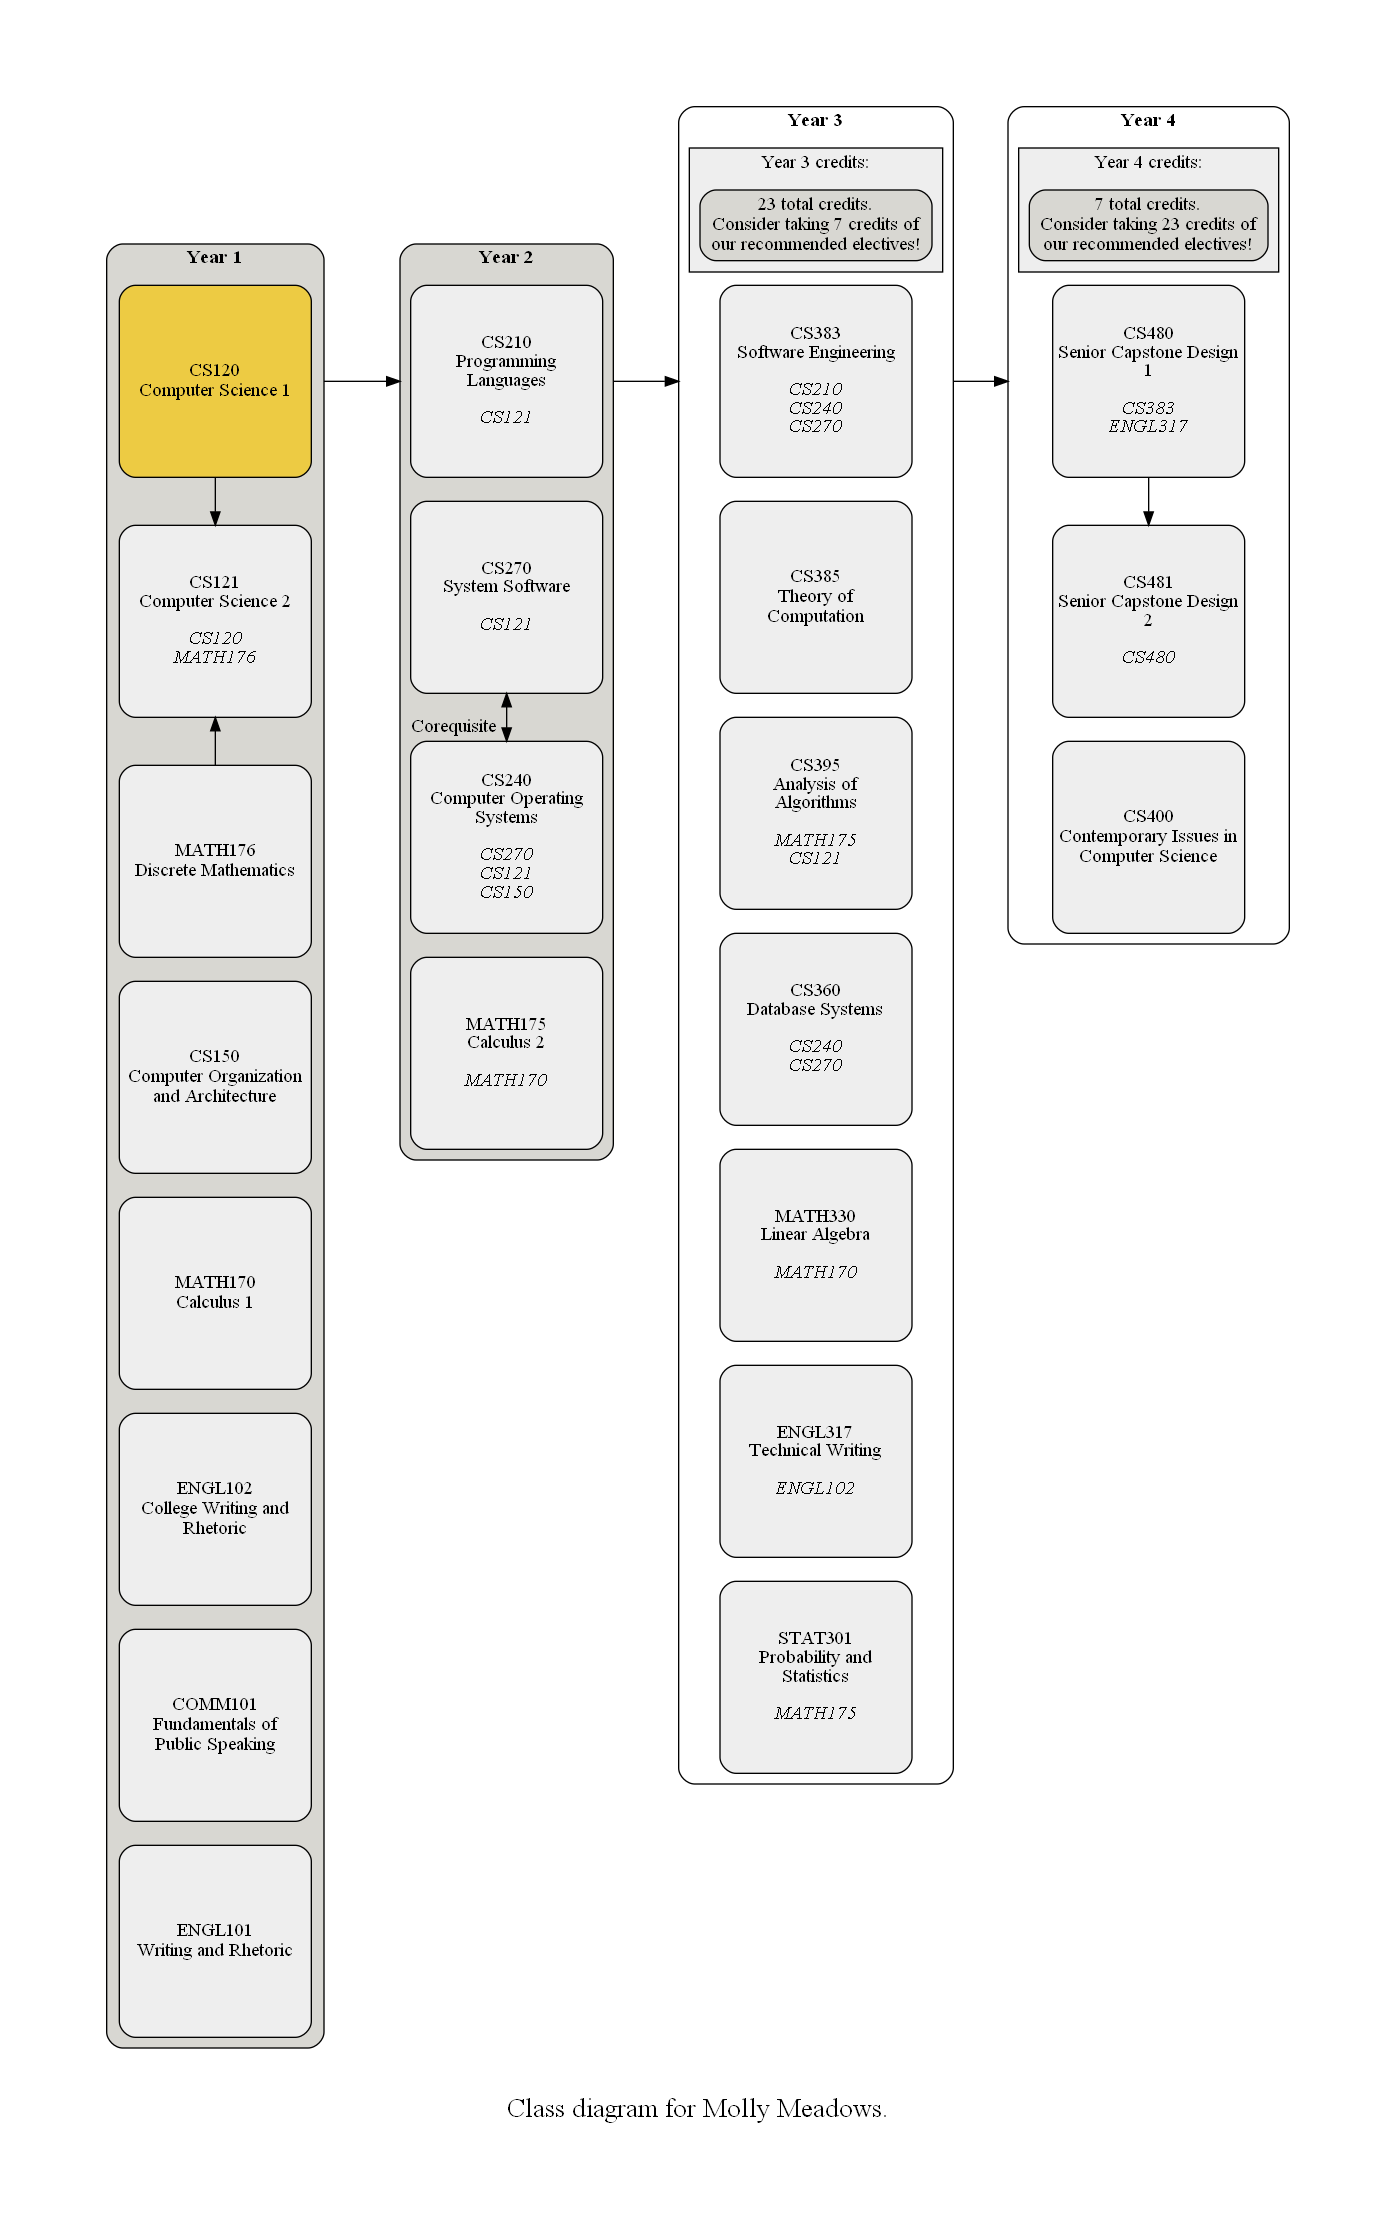 Year 1
CS120
Computer Science 1
CS121
Computer Science 2
CS120
MATH176
MATH176
Discrete Mathematics
CS150
Computer Organization
and Architecture
MATH170
Calculus 1
ENGL102
College Writing and
Rhetoric
COMM101
Fundamentals of
Public Speaking
ENGL101
Writing and Rhetoric
Year 2
CS210
Programming
Languages
CS121
CS270
System Software
CS121
Corequisite
CS240
Computer Operating
Systems
CS270
CS121
CS150
MATH175
Calculus 2
MATH170
Year 3
Year 3 credits:
23 total credits.
Consider taking 7 credits of
our recommended electives!
CS383
Software Engineering
CS210
CS240
CS270
CS385
Theory of
Computation
CS395
Analysis of
Algorithms
MATH175
CS121
CS360
Database Systems
CS240
CS270
MATH330
Linear Algebra
MATH170
ENGL317
Technical Writing
ENGL102
STAT301
Probability and
Statistics
MATH175
Year 4
Year 4 credits:
7 total credits.
Consider taking 23 credits of
our recommended electives!
CS480
Senior Capstone Design
1
CS383
ENGL317
CS481
Senior Capstone Design
2
CS480
CS400
Contemporary Issues in
Computer Science
Class diagram for Molly Meadows.